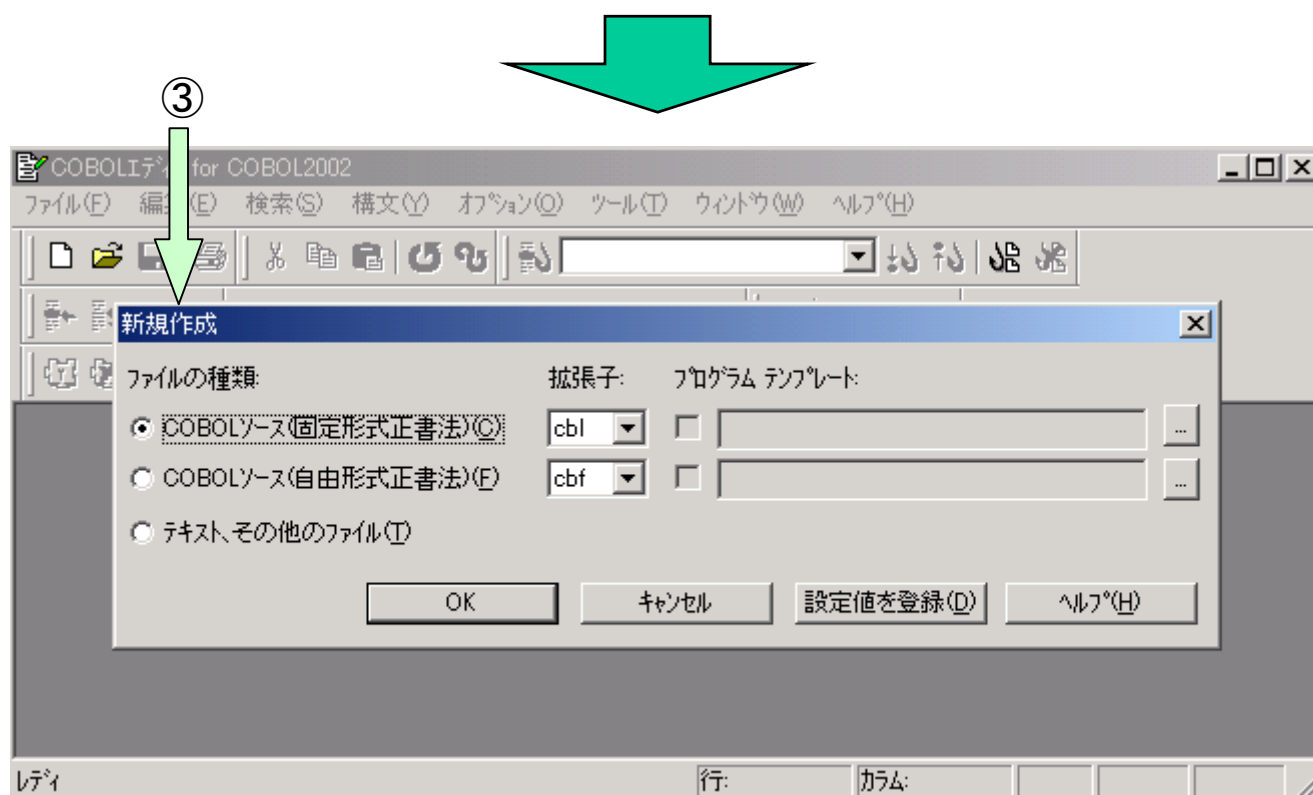 ③
COBOLｴﾃﾞｨ for COBOL2002
ﾌｧｲﾙ(F) 編 (E) 検索(S) 構文(Y) ｵﾌﾟｼｮﾝ(O) ﾂｰﾙ(T) ｳｨﾝﾄﾞｳ(W) ﾍﾙﾌﾟ(H)
新規作成
ﾌｧｲﾙの種類: 拡張子: ﾌﾟﾛｸﾞﾗﾑ ﾃﾝﾌﾟﾚｰﾄ:
COBOLｿｰｽ(固定形式正書法)(C) cbl ...
COBOLｿｰｽ(自由形式正書法)(F) cbf ...
ﾃｷｽﾄ､その他のﾌｧｲﾙ(T)
OK ｷｬﾝｾﾙ 設定値を登録(D) ﾍﾙﾌﾟ(H)
ﾚﾃﾞｨ 行: ｶﾗﾑ: